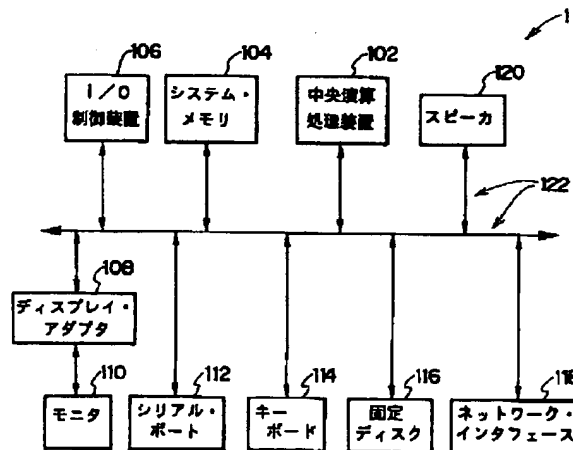 1
106
104
102
120
I/O
制御装置
システム・
メモリ
中央演算
処理装置
スピーカ
122
108
ディスプレイ・
アダプタ
110
112
114
116
118
モニタ
シリアル・
ポート
キー
ボード
固定
ディスク
ネットワーク・
インタフェース